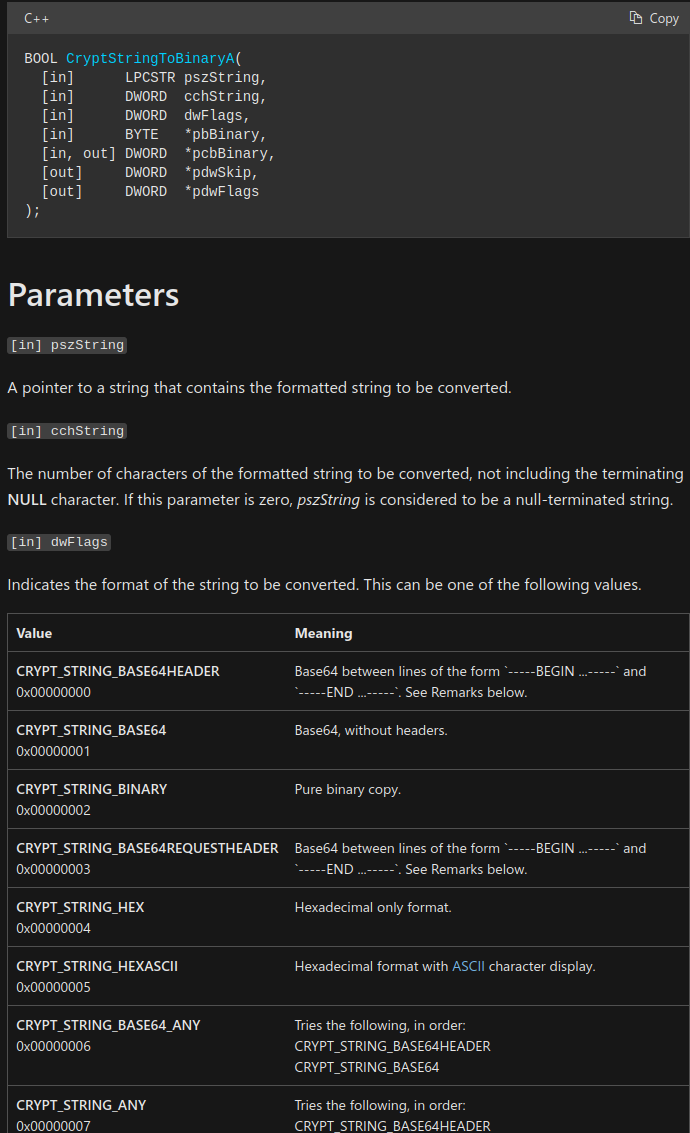 C++
Copy
BOOL CryptStringToBinaryA(
  [in]      LPCSTR pszString,
  [in]      DWORD  cchString,
  [in]      DWORD  dwFlags,
  [in]      BYTE   *pbBinary,
  [in, out] DWORD  *pcbBinary,
  [out]     DWORD  *pdwSkip,
  [out]     DWORD  *pdwFlags
);
Parameters
[in] pszString
A pointer to a string that contains the formatted string to be converted.
[in] cchString
The number of characters of the formatted string to be converted, not including the terminating
NULL character. If this parameter is zero, pszString is considered to be a null-terminated string.
[in] dwFlags
Indicates the format of the string to be converted. This can be one of the following values.
Value Meaning
CRYPT_STRING_BASE64HEADER Base64 between lines of the form `-----BEGIN ...-----` and
0x00000000 `-----END ...-----`. See Remarks below.
CRYPT_STRING_BASE64 Base64, without headers.
0x00000001
CRYPT_STRING_BINARY Pure binary copy.
0x00000002
CRYPT_STRING_BASE64REQUESTHEADER Base64 between lines of the form `-----BEGIN ...-----` and
0x00000003 `-----END ...-----`. See Remarks below.
CRYPT_STRING_HEX Hexadecimal only format.
0x00000004
CRYPT_STRING_HEXASCII Hexadecimal format with ASCII character display.
0x00000005
CRYPT_STRING_BASE64_ANY Tries the following, in order:
0x00000006 CRYPT_STRING_BASE64HEADER
CRYPT_STRING_BASE64
CRYPT_STRING_ANY Tries the following, in order:
0x00000007 CRYPT_STRING_BASE64HEADER